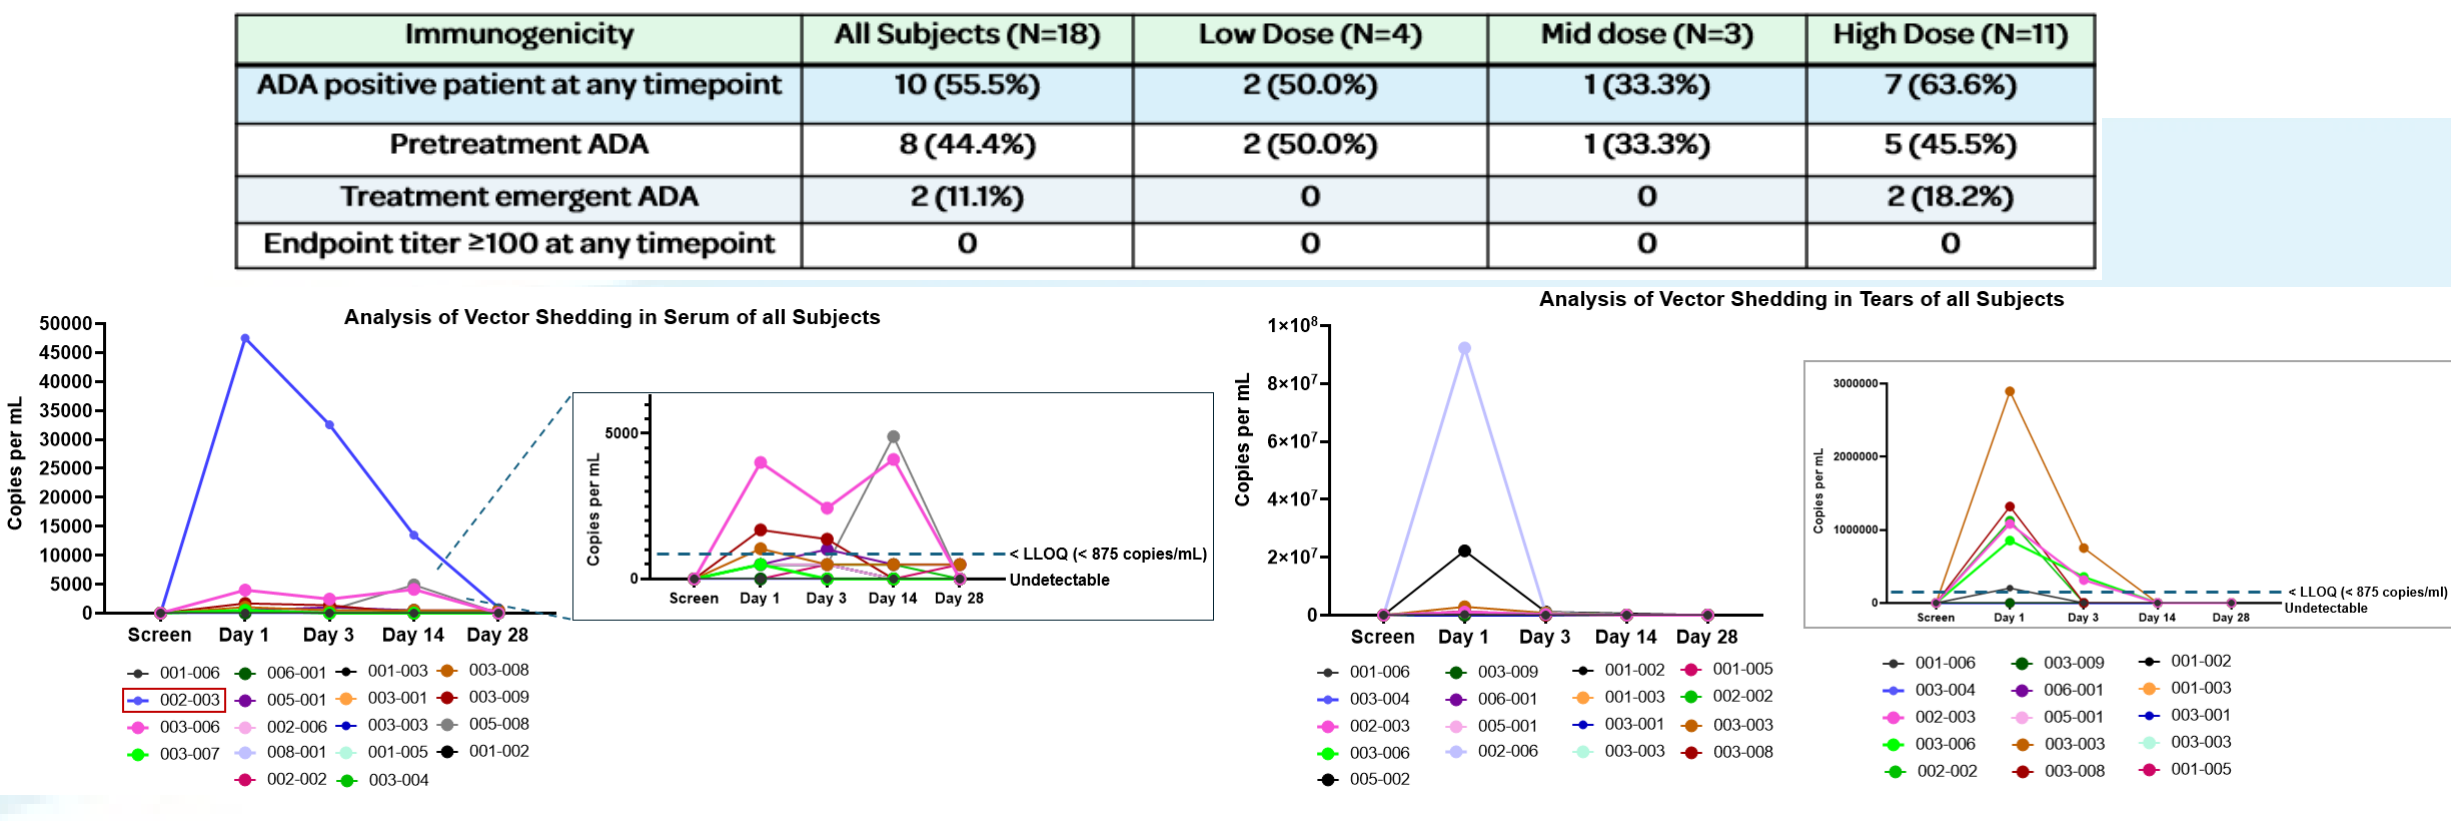 Immunogenicity All Subjects (N=18) Low Dose (N=4) Mid dose (N=3) High Dose (N=11)
ADA positive patient at any timepoint 10 (55.5%) 2 (50.0%) 1 (33.3%) 7 (63.6%)
Pretreatment ADA 8 (44.4%) 2 (50.0%) 1 (33.3%) 5 (45.5%)
Treatment emergent ADA 2 (11.1%) 0 0 2 (18.2%)
Endpoint titer ≥100 at any timepoint 0 0 0 0
Analysis of Vector Shedding in Serum of all Subjects
Copies per mL
50000
45000
40000
35000
30000
25000
20000
15000
10000
5000
0
Screen Day 1 Day 3 Day 14 Day 28
Copies per mL
5000
0
< LLOQ (< 875 copies/mL)
Undetectable
Screen Day 1 Day 3 Day 14 Day 28
001-006 006-001 001-003 003-008
002-003 005-001 003-001 003-009
003-006 002-006 003-003 005-008
003-007 008-001 001-005 001-002
002-002 003-004
Analysis of Vector Shedding in Tears of all Subjects
Copies per mL
1×10⁸
8×10⁷
6×10⁷
4×10⁷
2×10⁷
0
Screen Day 1 Day 3 Day 14 Day 28
Copies per mL
3000000
2000000
1000000
0
< LLOQ (< 875 copies/ml)
Undetectable
Screen Day 1 Day 3 Day 14 Day 28
001-006 003-009 001-002 001-005
003-004 006-001 001-003 002-002
002-003 005-001 003-001 003-003
003-006 002-006 003-003 003-008
005-002
001-006 003-009 001-002
003-004 006-001 001-003
002-003 005-001 003-001
003-006 003-003 003-003
002-002 003-008 001-005